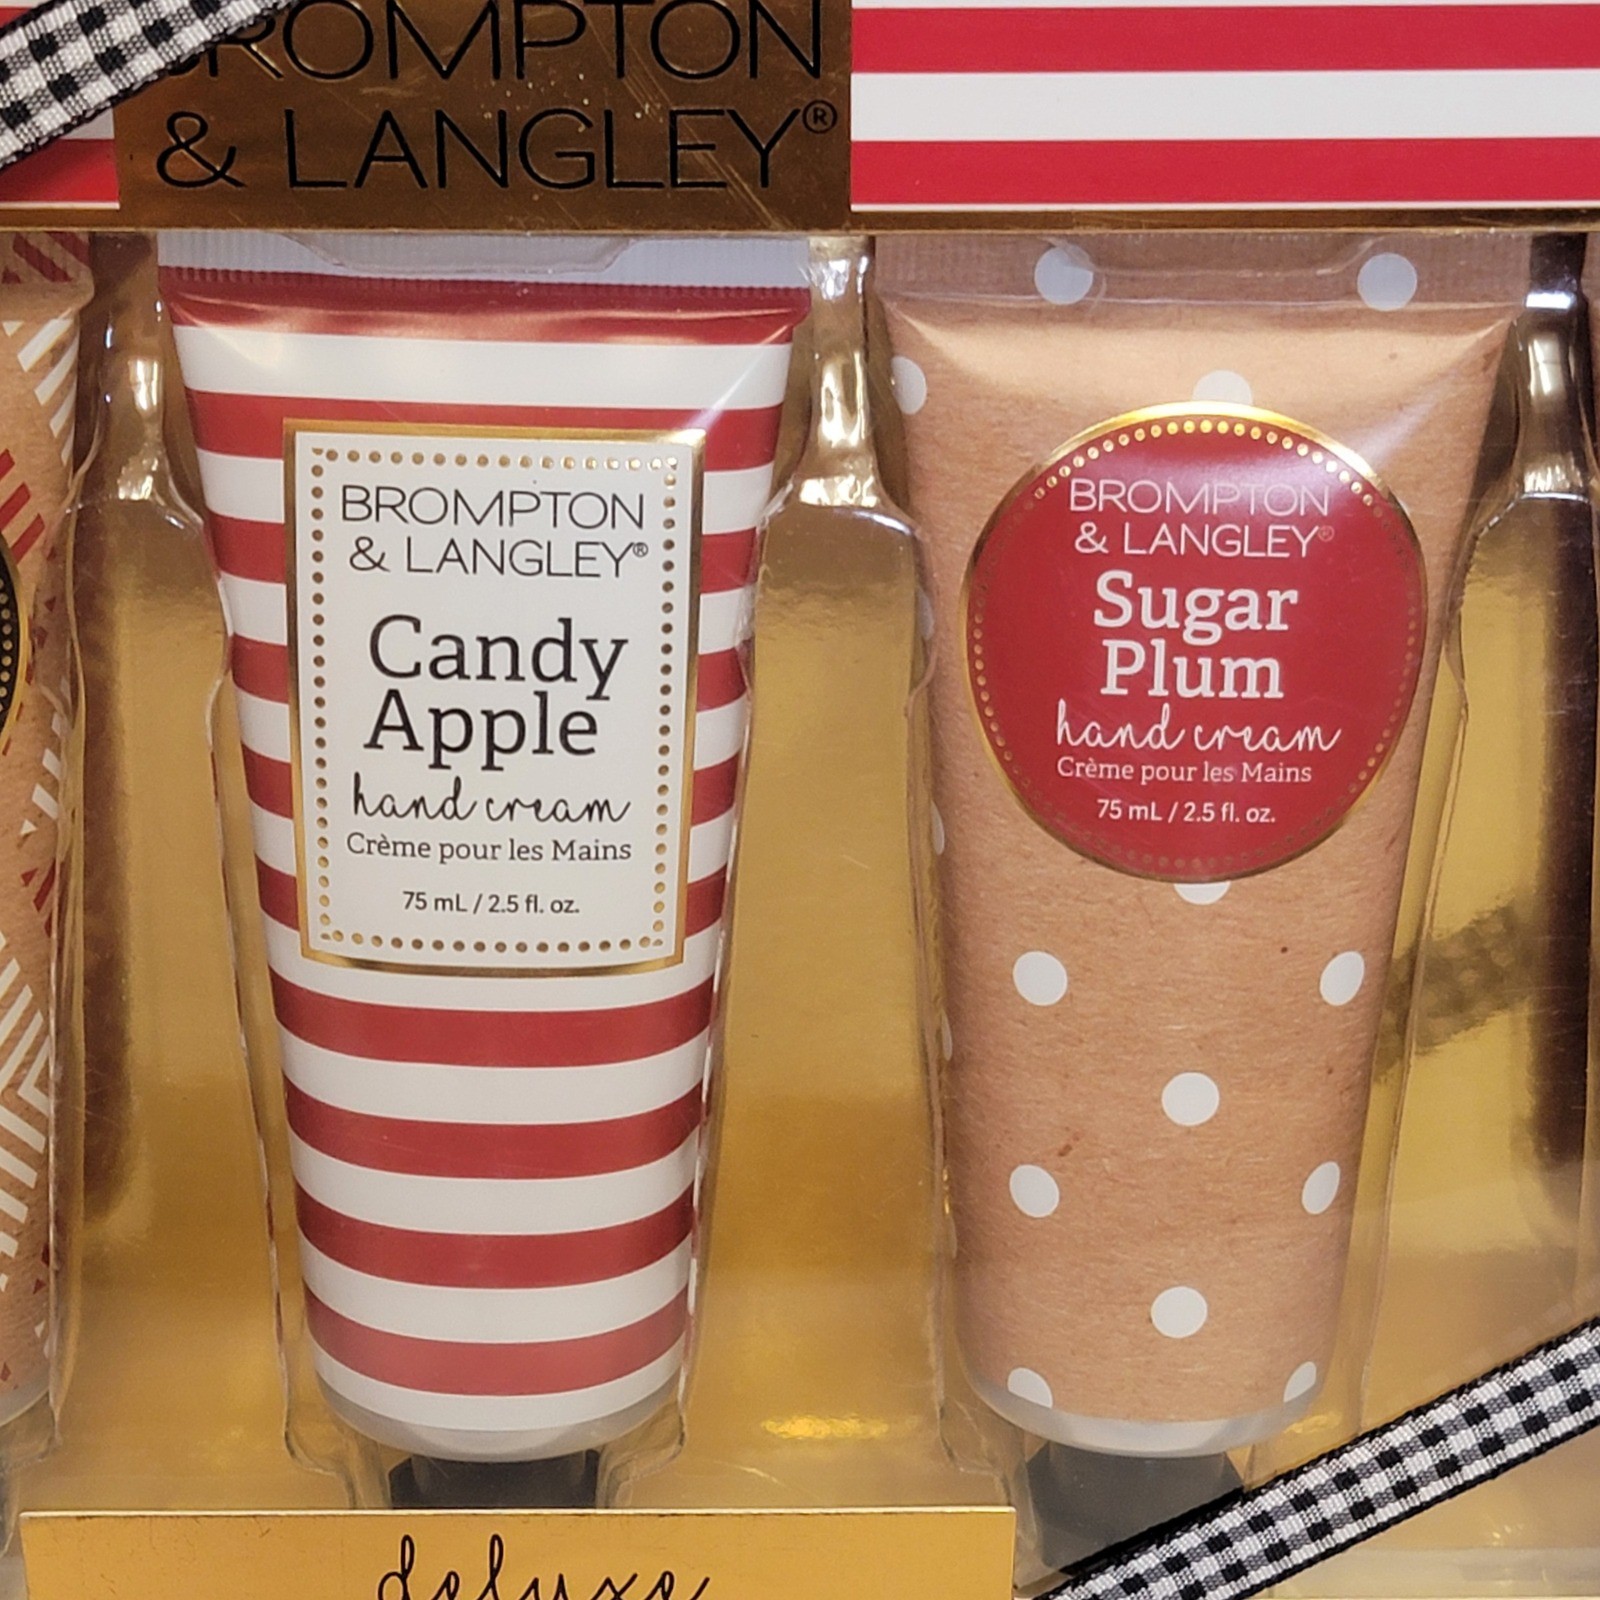 BROMPTON
& LANGLEY®
BROMPTON
& LANGLEY®
Candy
Apple
hand cream
Crème pour les Mains
75 mL / 2.5 fl. oz.
BROMPTON
& LANGLEY®
Sugar
Plum
hand cream
Crème pour les Mains
75 mL / 2.5 fl. oz.
deluxe